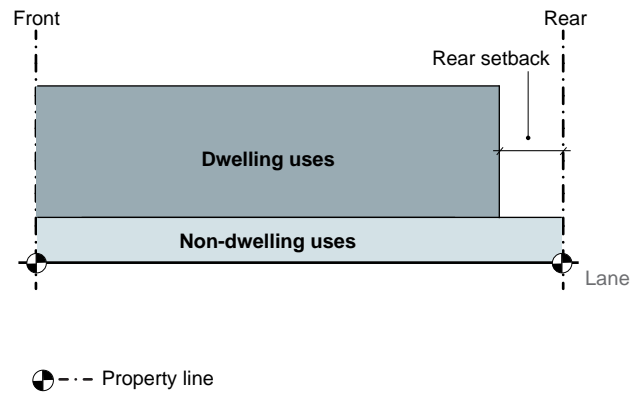 Front
Rear
Rear setback
Dwelling uses
Non-dwelling uses
Lane
Property line